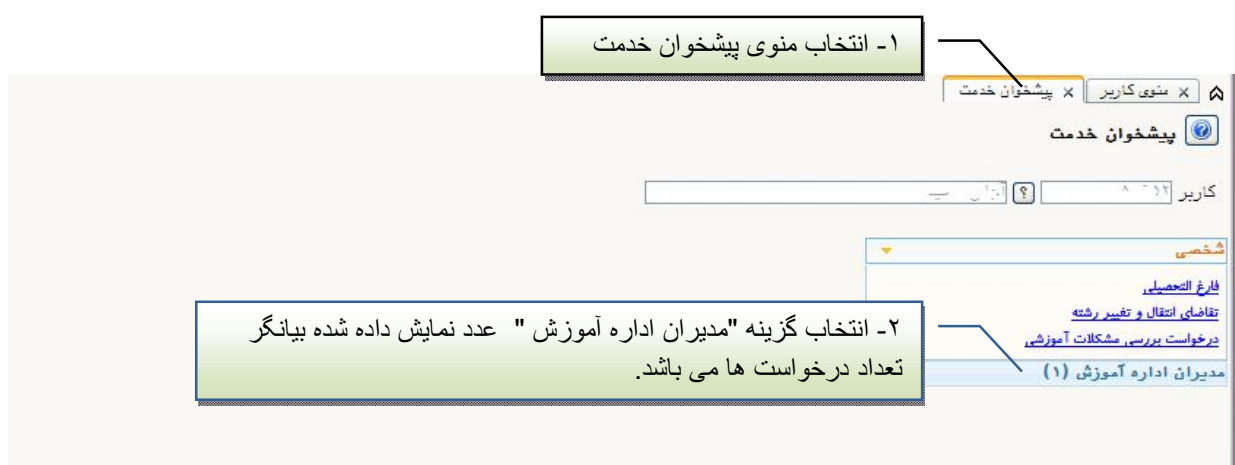 ۱- انتخاب منوی پیشخوان خدمت
منوی کاربر
پیشخوان خدمت
پیشخوان خدمت
کاربر
شخصی
فارغ التحصیلی
تقاضای انتقال و تغییر رشته
درخواست بررسی مشکلات آموزشی
مدیران اداره آموزش (۱)
۲- انتخاب گزینه "مدیران اداره آموزش " عدد نمایش داده شده بیانگر
تعداد درخواست ها می باشد.